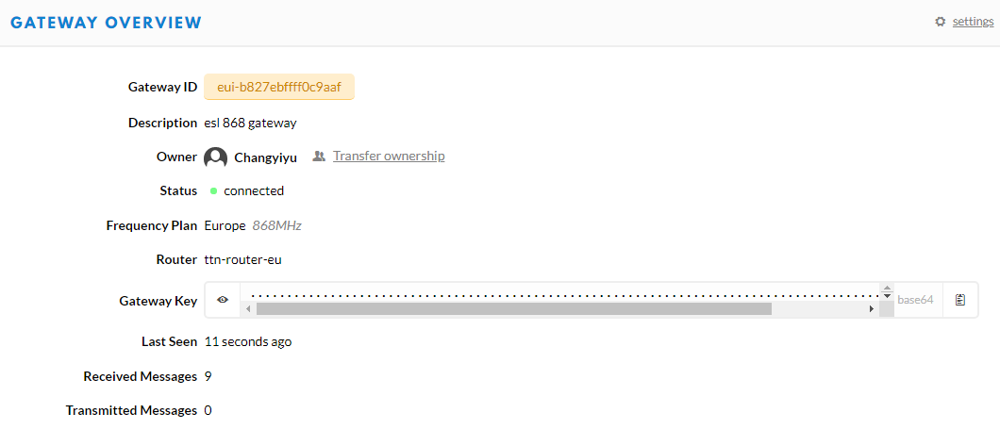 GATEWAY OVERVIEW
settings
Gateway ID eui-b827ebffff0c9aaf
Description esl 868 gateway
Owner Changyiyu Transfer ownership
Status connected
Frequency Plan Europe 868MHz
Router ttn-router-eu
Gateway Key base64
Last Seen 11 seconds ago
Received Messages 9
Transmitted Messages 0